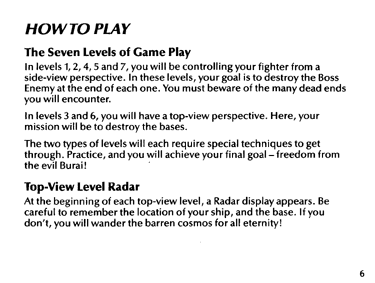 HOW TO PLAY
The Seven Levels of Game Play
In levels 1, 2, 4, 5 and 7, you will be controlling your fighter from a
side-view perspective. In these levels, your goal is to destroy the Boss
Enemy at the end of each one. You must beware of the many dead ends
you will encounter.
In levels 3 and 6, you will have a top-view perspective. Here, your
mission will be to destroy the bases.
The two types of levels will each require special techniques to get
through. Practice, and you will achieve your final goal – freedom from
the evil Burai!
Top-View Level Radar
At the beginning of each top-view level, a Radar display appears. Be
careful to remember the location of your ship, and the base. If you
don't, you will wander the barren cosmos for all eternity!
6